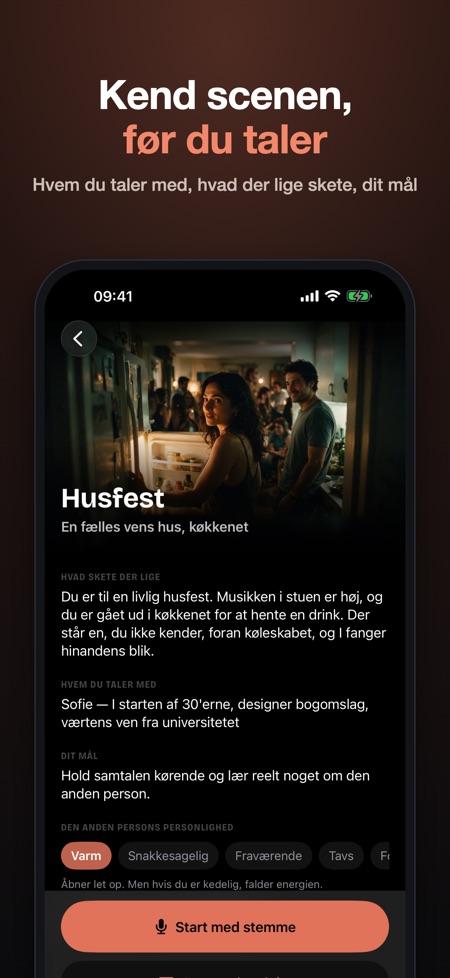 Kend scenen,
før du taler
Hvem du taler med, hvad der lige skete, dit mål
09:41
Husfest
En fælles vens hus, køkkenet
HVAD SKETE DER LIGE
Du er til en livlig husfest. Musikken i stuen er høj, og
du er gået ud i køkkenet for at hente en drink. Der
står en, du ikke kender, foran køleskabet, og I fanger
hinandens blik.
HVEM DU TALER MED
Sofie — I starten af 30'erne, designer bogomslag,
værtens ven fra universitetet
DIT MÅL
Hold samtalen kørende og lær reelt noget om den
anden person.
DEN ANDEN PERSONS PERSONLIGHED
Varm Snakkesagelig Fraværende Tavs
Åbner let op. Men hvis du er kedelig, falder energien.
Start med stemme